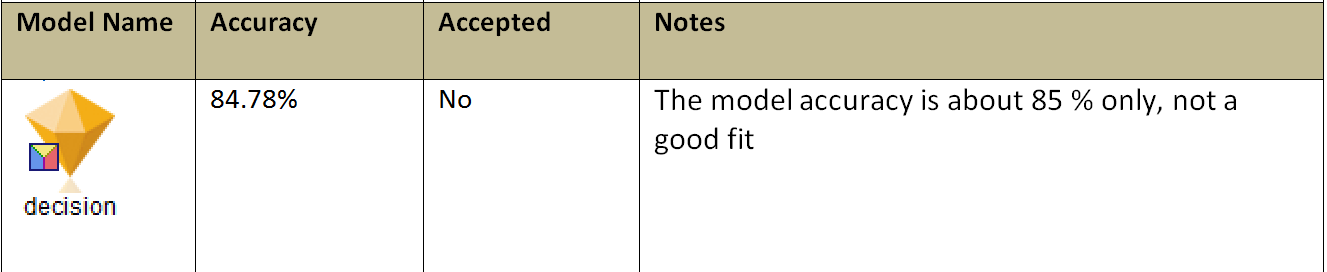 Model Name Accuracy Accepted Notes
84.78% No The model accuracy is about 85 % only, not a
good fit
decision